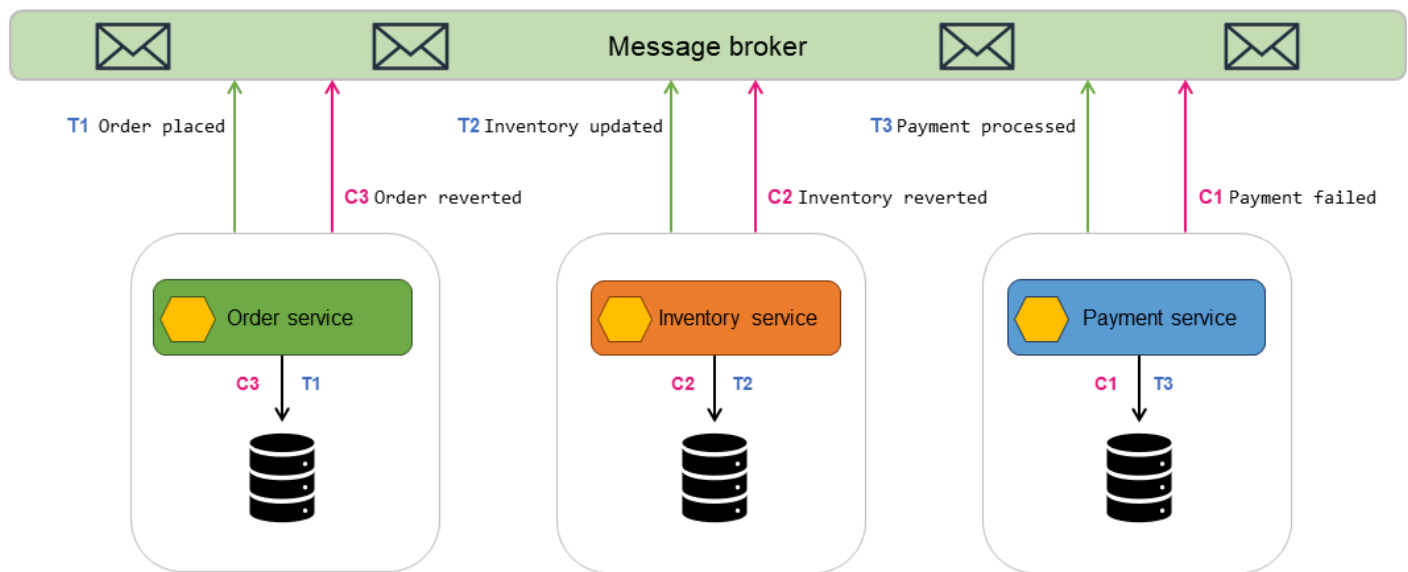 Message broker
T1 Order placed
T2 Inventory updated
T3 Payment processed
C3 Order reverted
C2 Inventory reverted
C1 Payment failed
Order service
Inventory service
Payment service
C3 T1
C2 T2
C1 T3